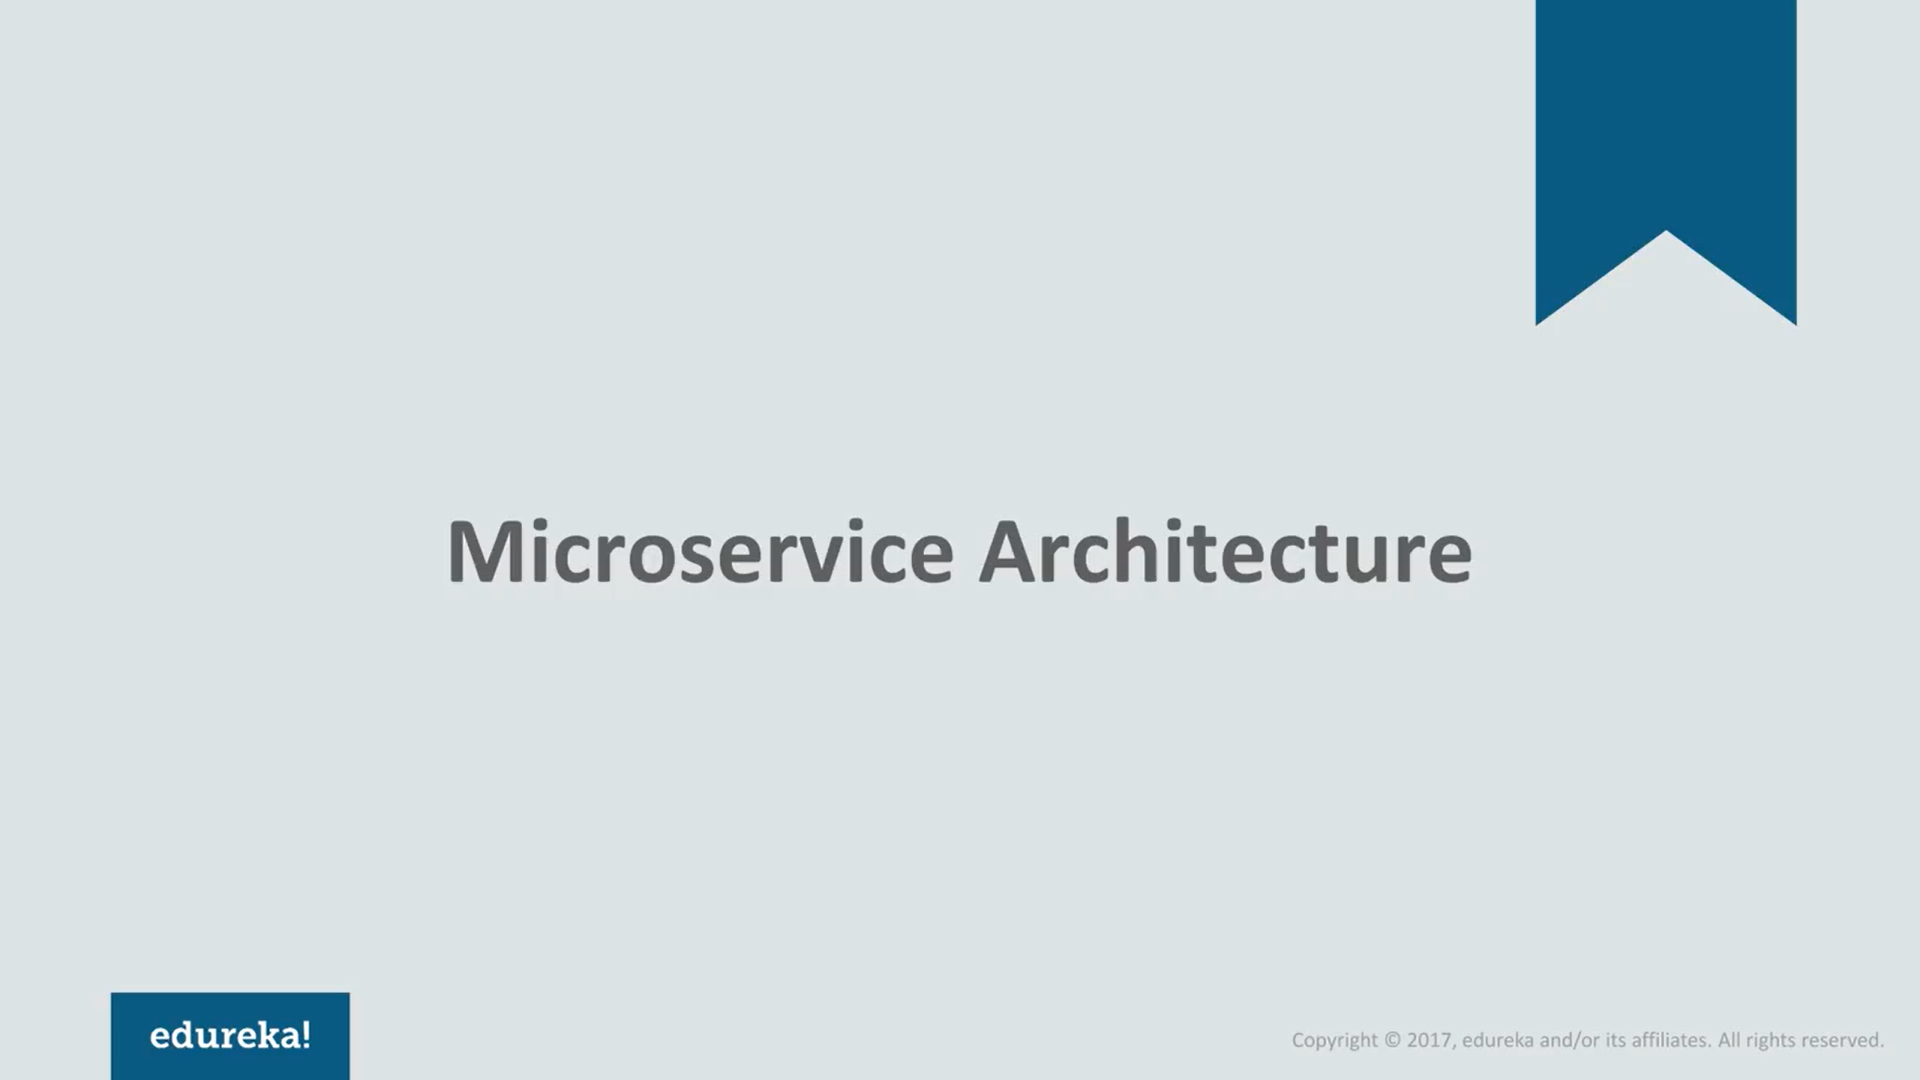 Microservice Architecture
edureka!
Copyright © 2017, edureka and/or its affiliates. All rights reserved.